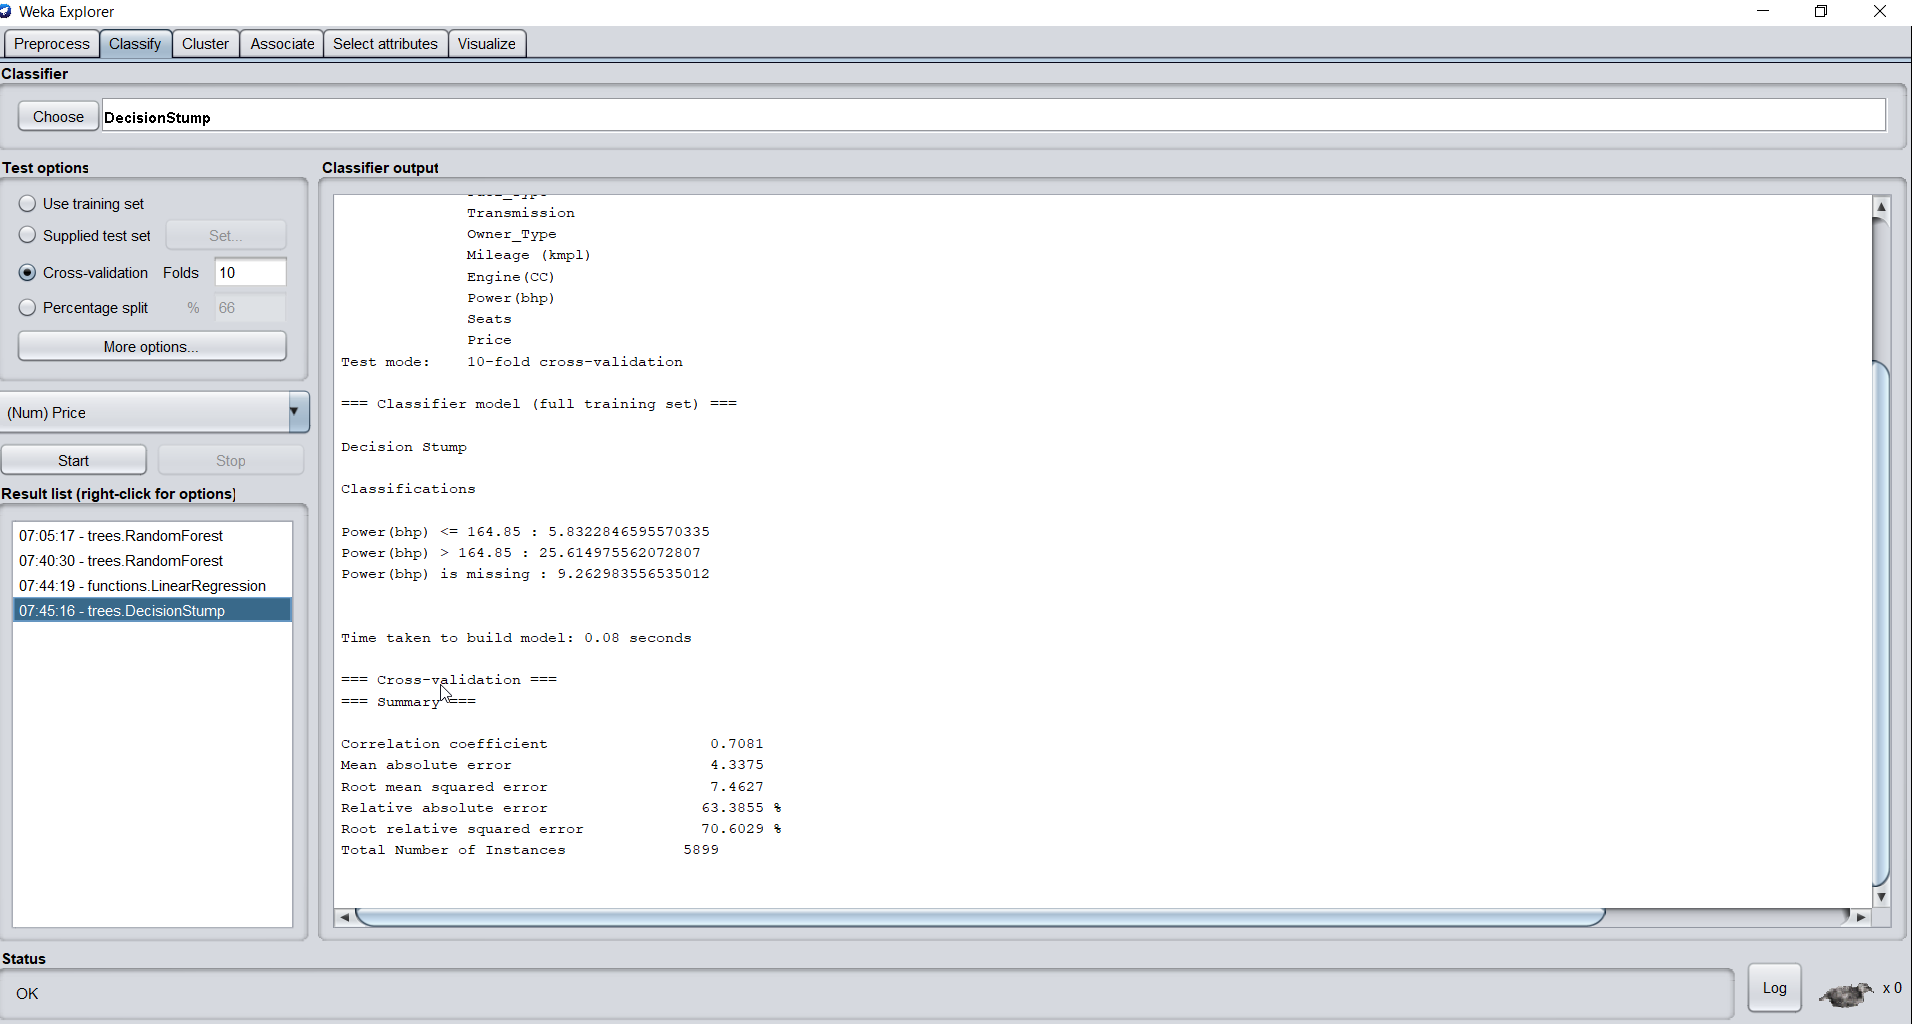 Weka Explorer
Preprocess Classify Cluster Associate Select attributes Visualize
Classifier
Choose DecisionStump
Test options
Use training set
Supplied test set Set...
Cross-validation Folds 10
Percentage split % 66
More options...
(Num) Price
Start Stop
Result list (right-click for options)
07:05:17 - trees.RandomForest
07:40:30 - trees.RandomForest
07:44:19 - functions.LinearRegression
07:45:16 - trees.DecisionStump
Classifier output
Transmission
Owner_Type
Mileage (kmpl)
Engine(CC)
Power(bhp)
Seats
Price
Test mode: 10-fold cross-validation
=== Classifier model (full training set) ===
Decision Stump
Classifications
Power(bhp) <= 164.85 : 5.8322846595570335
Power(bhp) > 164.85 : 25.614975562072807
Power(bhp) is missing : 9.262983556535012
Time taken to build model: 0.08 seconds
=== Cross-validation ===
=== Summary ===
Correlation coefficient 0.7081
Mean absolute error 4.3375
Root mean squared error 7.4627
Relative absolute error 63.3855 %
Root relative squared error 70.6029 %
Total Number of Instances 5899
Status
OK
Log x 0